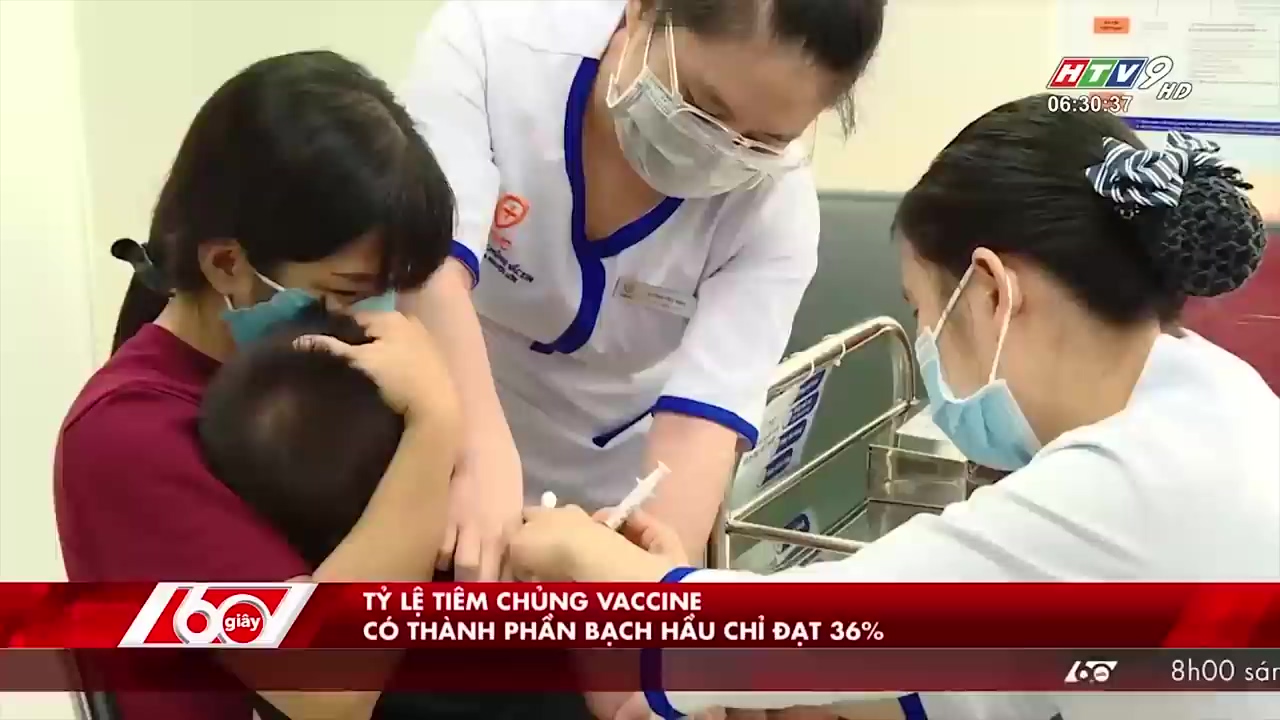 HTV9 HD
06:30:37
60 giây
TỶ LỆ TIÊM CHỦNG VACCINE
CÓ THÀNH PHẦN BẠCH HẦU CHỈ ĐẠT 36%
60
8h00 sán